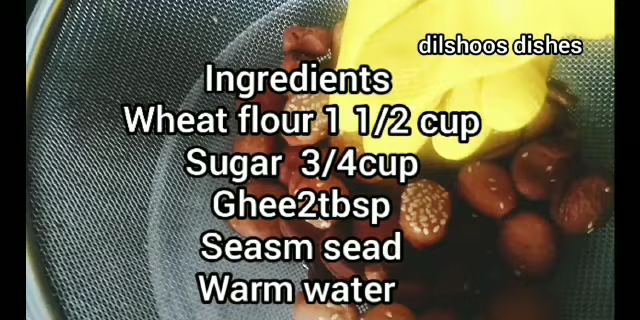 dilshoos dishes
Ingredients
Wheat flour 1 1/2 cup
Sugar 3/4cup
Ghee2tbsp
Seasm sead
Warm water